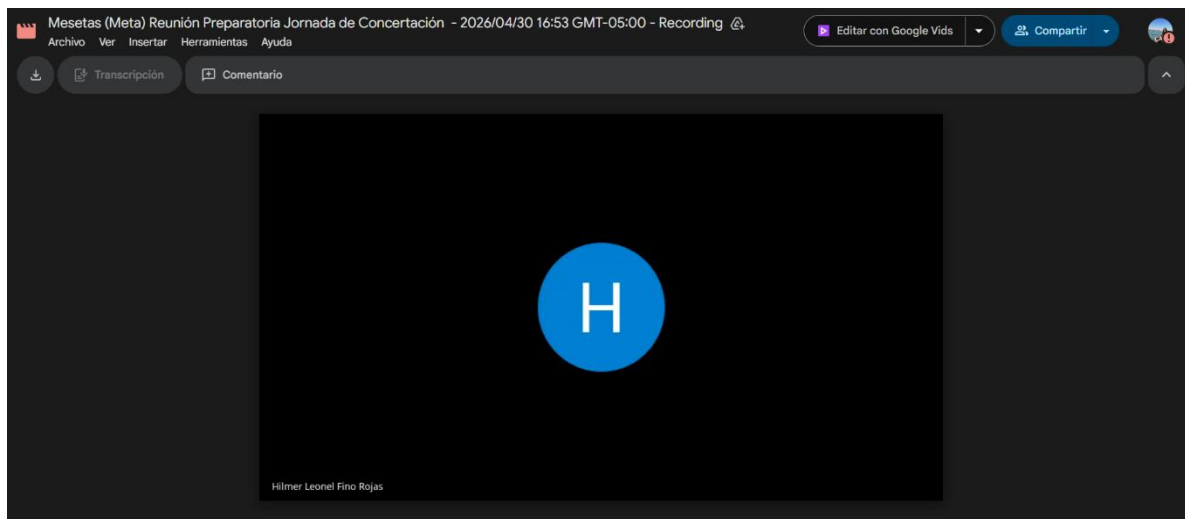 Mesetas (Meta) Reunión Preparatoria Jornada de Concertación - 2026/04/30 16:53 GMT-05:00 - Recording
Archivo Ver Insertar Herramientas Ayuda
Editar con Google Vids
Compartir
Transcripción
Comentario
H
Hilmer Leonel Fino Rojas